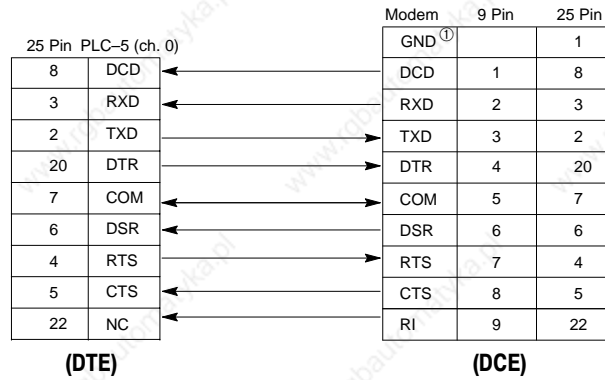 Modem 9 Pin 25 Pin
25 Pin PLC–5 (ch. 0)
GND① 1
8 DCD DCD 1 8
3 RXD RXD 2 3
2 TXD TXD 3 2
20 DTR DTR 4 20
7 COM COM 5 7
6 DSR DSR 6 6
4 RTS RTS 7 4
5 CTS CTS 8 5
22 NC RI 9 22
(DTE) (DCE)